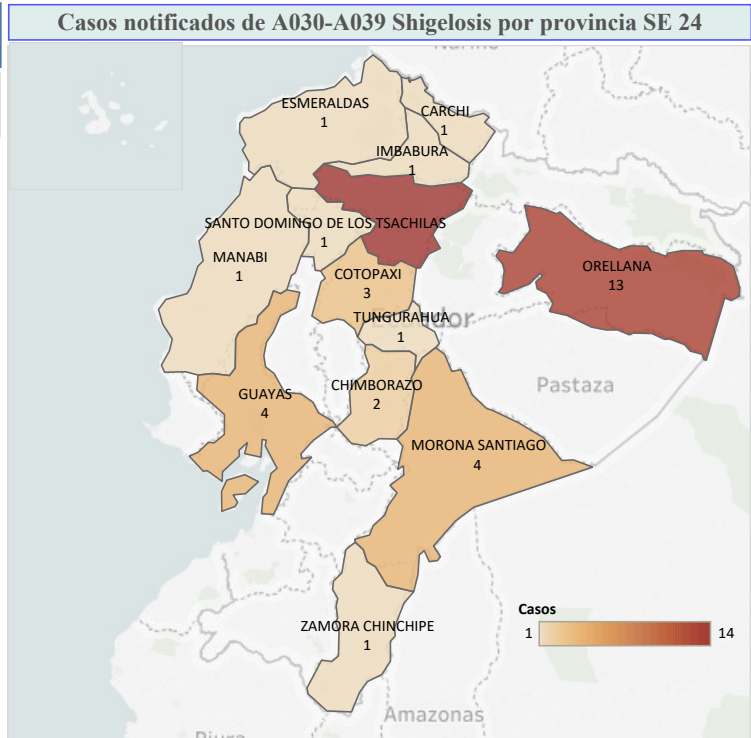 Casos notificados de A030-A039 Shigelosis por provincia SE 24
ESMERALDAS
1
CARCHI
1
IMBABURA
1
SANTO DOMINGO DE LOS TSACHILAS
1
MANABI
1
ORELLANA
13
COTOPAXI
3
Ecuador
TUNGURAHUA
1
Pastaza
CHIMBORAZO
2
GUAYAS
4
MORONA SANTIAGO
4
Casos
1
14
ZAMORA CHINCHIPE
1
Amazonas